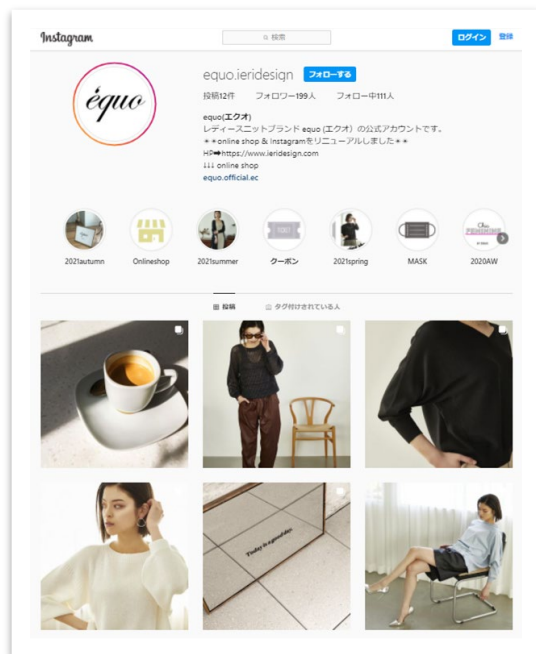 Instagram
検索
ログイン 登録
équo
equo.ieridesign フォローする
投稿12件 フォロワー199人 フォロー中111人
equo(エクオ)
レディースニットブランド equo (エクオ) の公式アカウントです。
✶✶online shop & Instagramをリニューアルしました✶✶
HP➡https://www.ieridesign.com
↓↓↓ online shop
equo.official.ec
2021autumn Onlineshop 2021summer クーポン 2021spring MASK 2020AW
投稿 タグ付けされている人
Today is a good day.